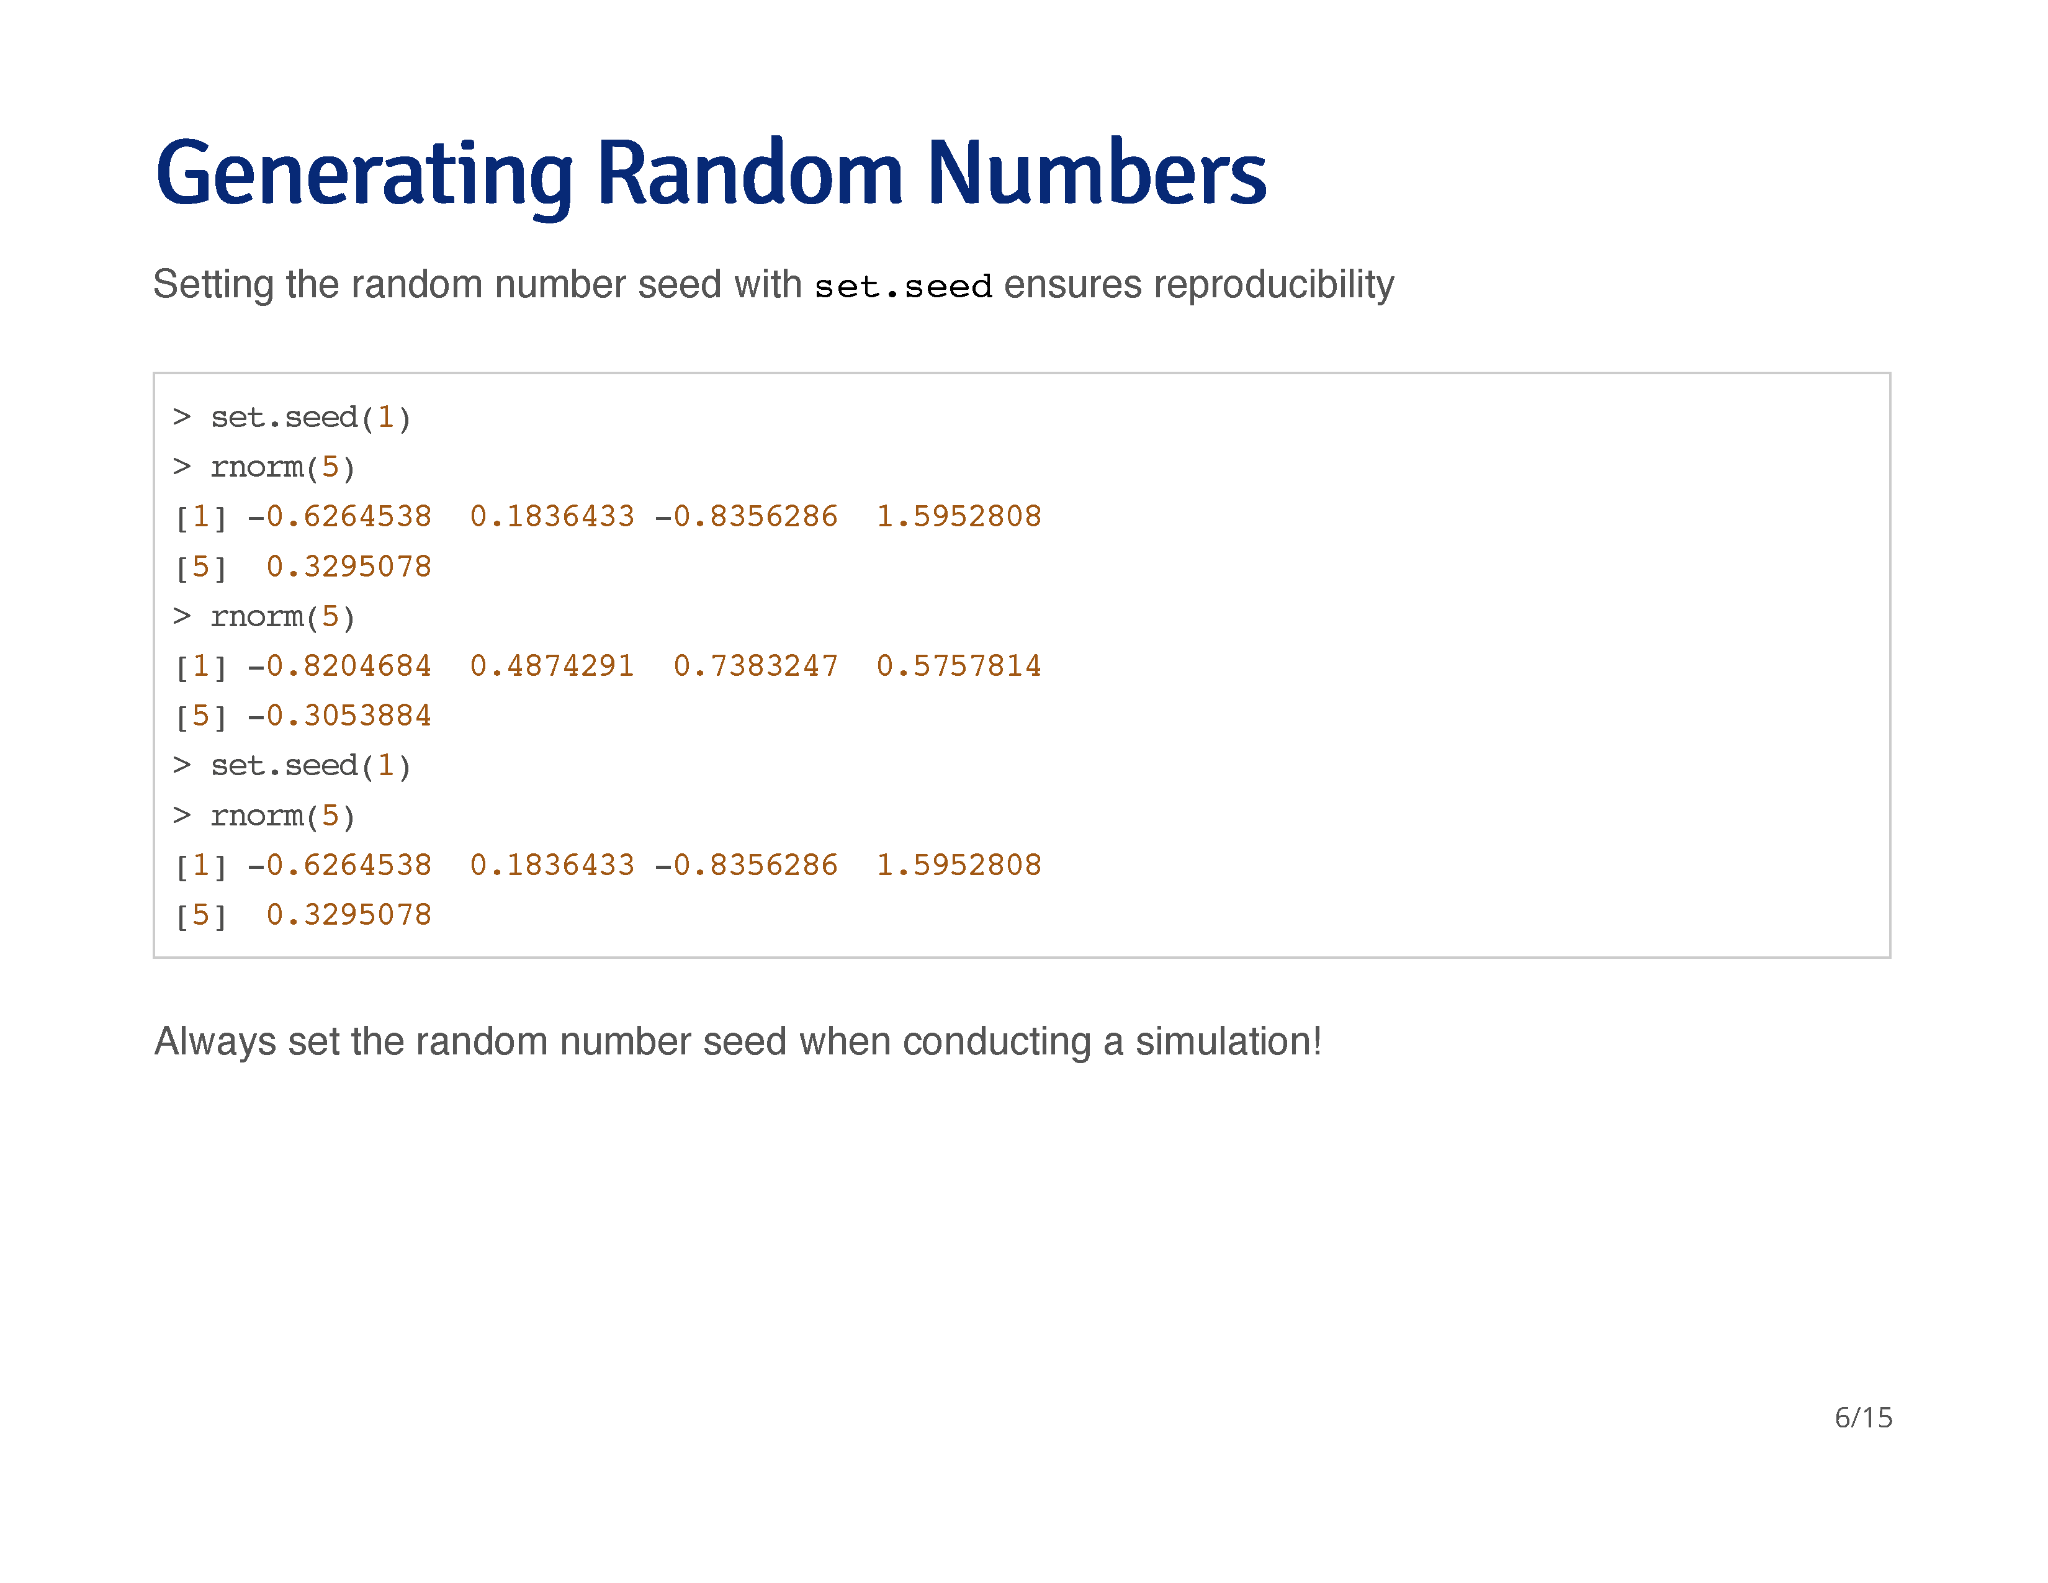 Generating Random Numbers
Setting the random number seed with set.seed ensures reproducibility
> set.seed(1)
> rnorm(5)
[1] -0.6264538  0.1836433 -0.8356286  1.5952808
[5]  0.3295078
> rnorm(5)
[1] -0.8204684  0.4874291  0.7383247  0.5757814
[5] -0.3053884
> set.seed(1)
> rnorm(5)
[1] -0.6264538  0.1836433 -0.8356286  1.5952808
[5]  0.3295078
Always set the random number seed when conducting a simulation!
6/15